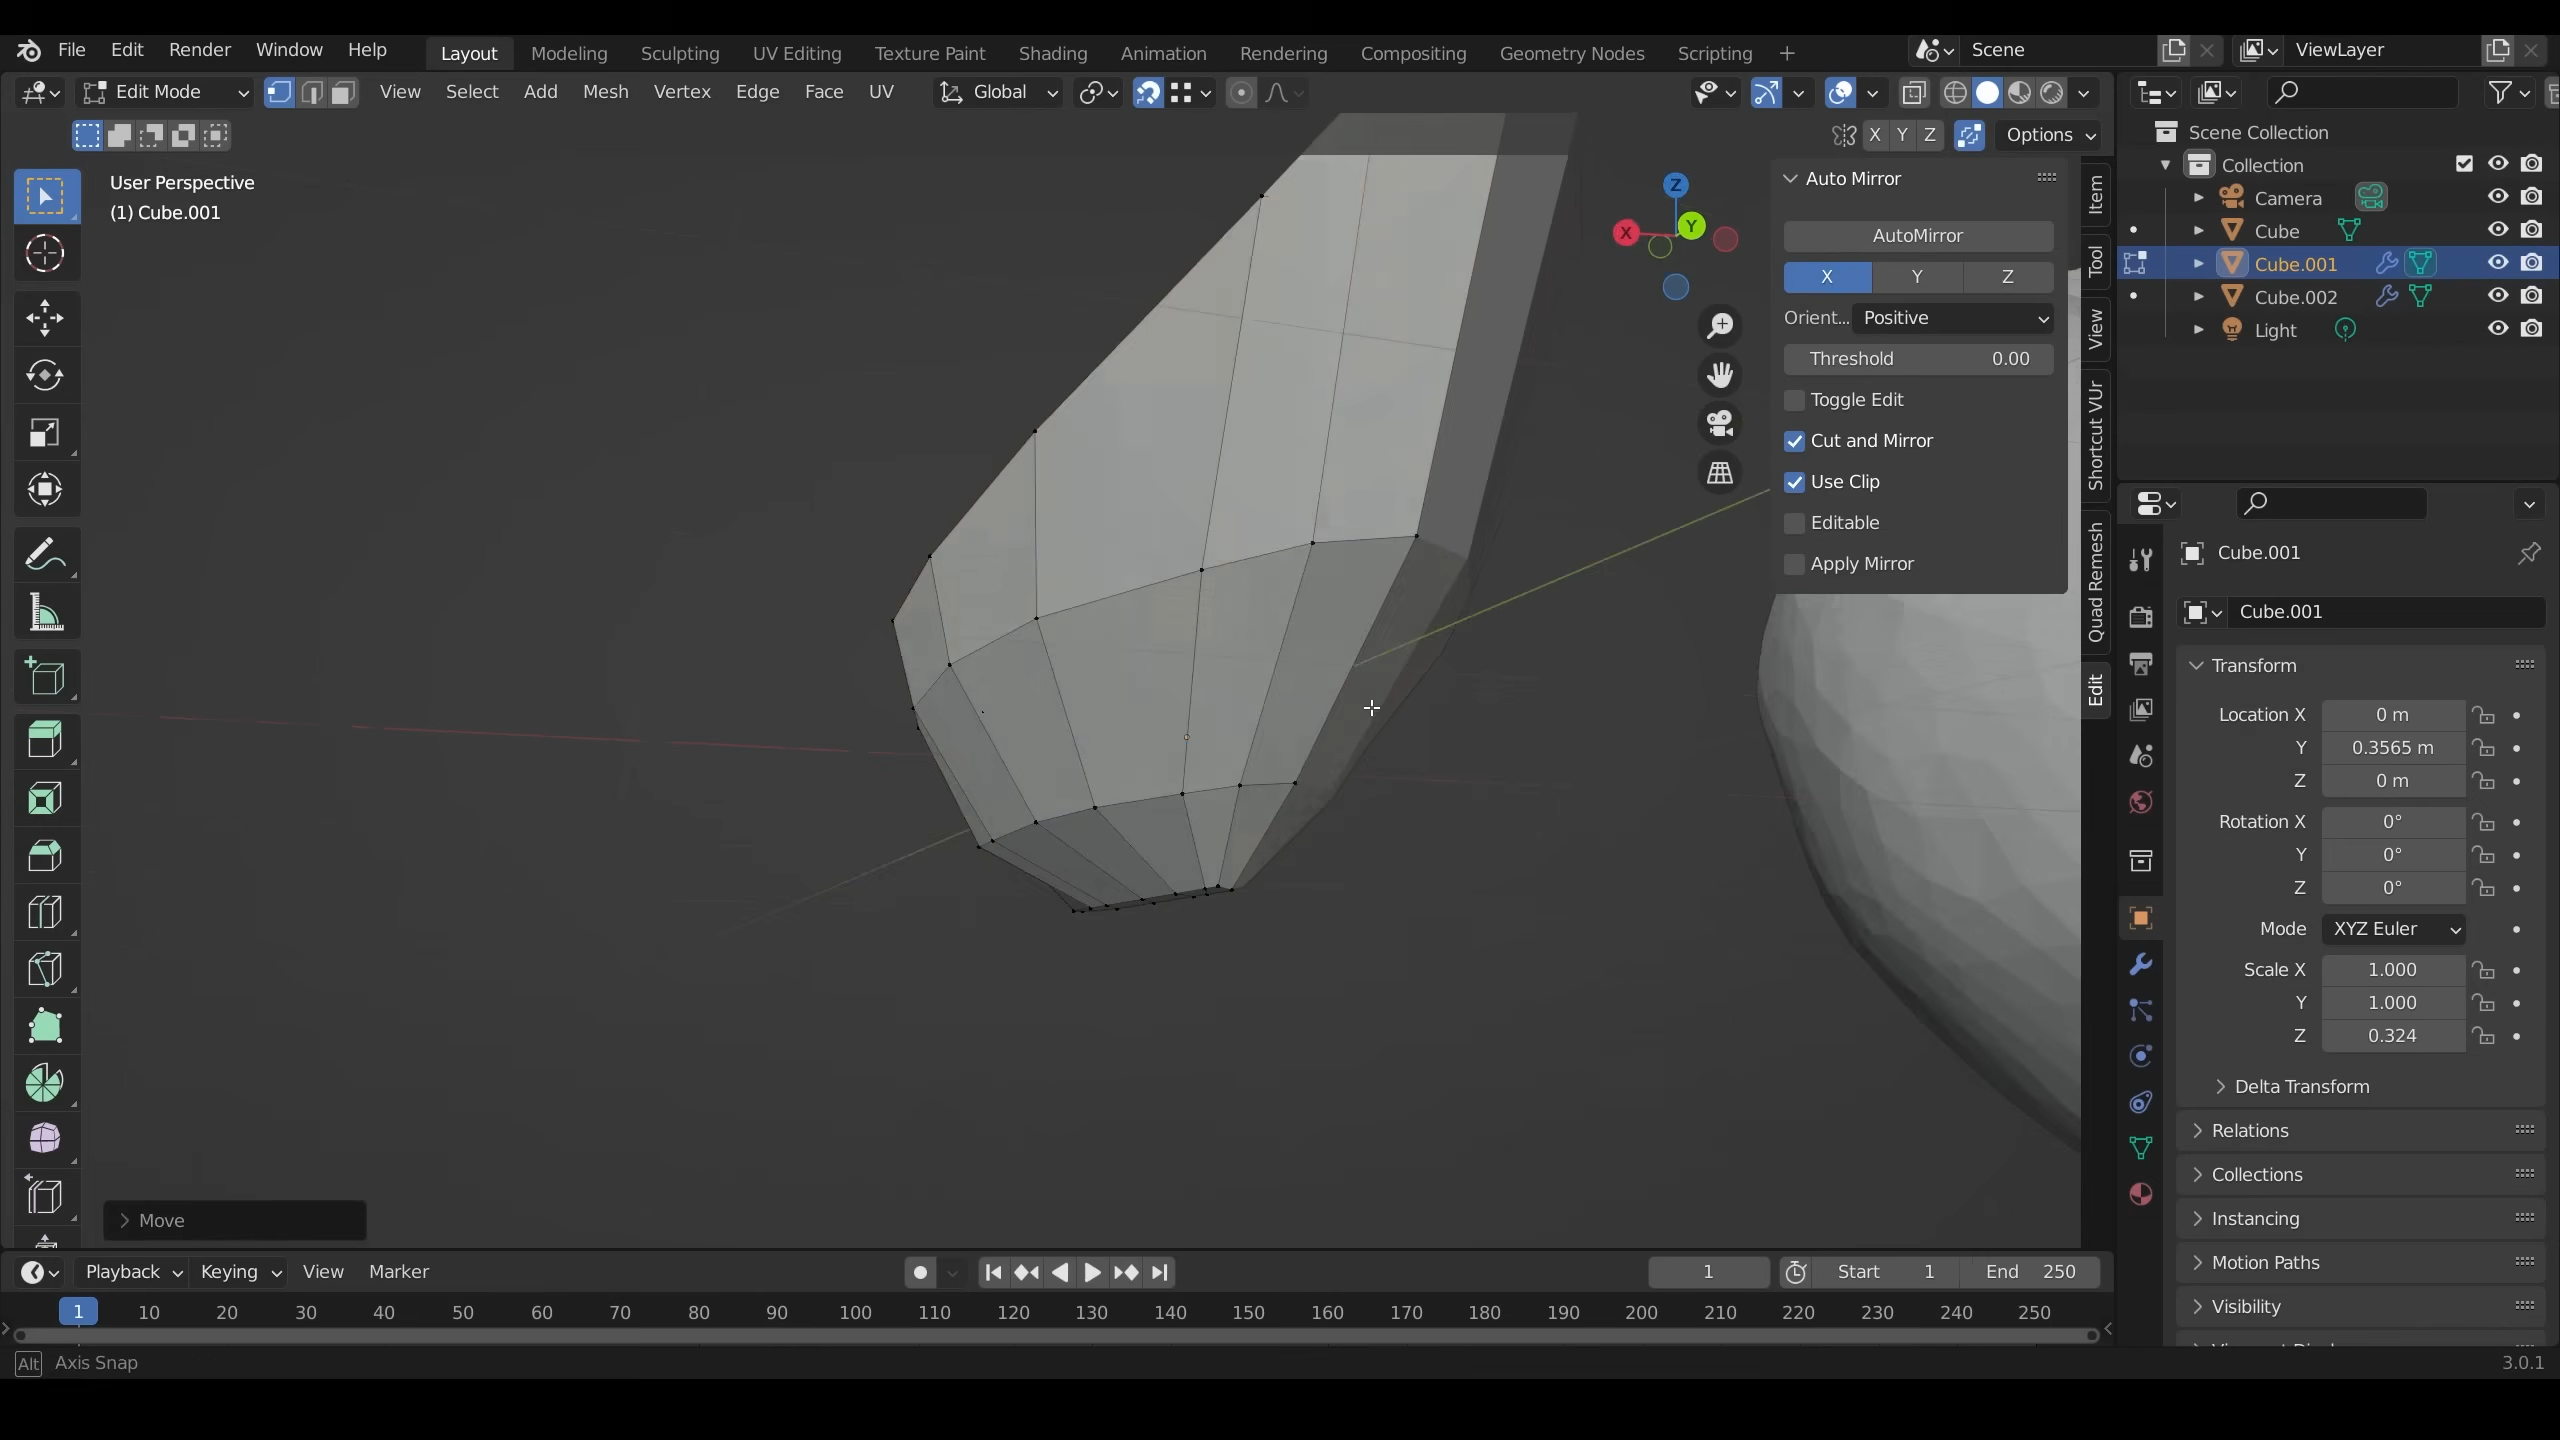 File Edit Render Window Help Layout Modeling Sculpting UV Editing Texture Paint Shading Animation Rendering Compositing Geometry Nodes Scripting + Scene ViewLayer
Edit Mode View Select Add Mesh Vertex Edge Face UV Global
X Y Z Options
User Perspective
(1) Cube.001
Z
Y
X
Auto Mirror
AutoMirror
X Y Z
Orient... Positive
Threshold 0.00
Toggle Edit
Cut and Mirror
Use Clip
Editable
Apply Mirror
Item
Tool
View
Shortcut VUr
Quad Remesh
Edit
Scene Collection
Collection
Camera
Cube
Cube.001
Cube.002
Light
Cube.001
Cube.001
Transform
Location X 0 m
Y 0.3565 m
Z 0 m
Rotation X 0°
Y 0°
Z 0°
Mode XYZ Euler
Scale X 1.000
Y 1.000
Z 0.324
Delta Transform
Relations
Collections
Instancing
Motion Paths
Visibility
Move
Playback Keying View Marker 1 Start 1 End 250
1 10 20 30 40 50 60 70 80 90 100 110 120 130 140 150 160 170 180 190 200 210 220 230 240 250
Alt Axis Snap 3.0.1